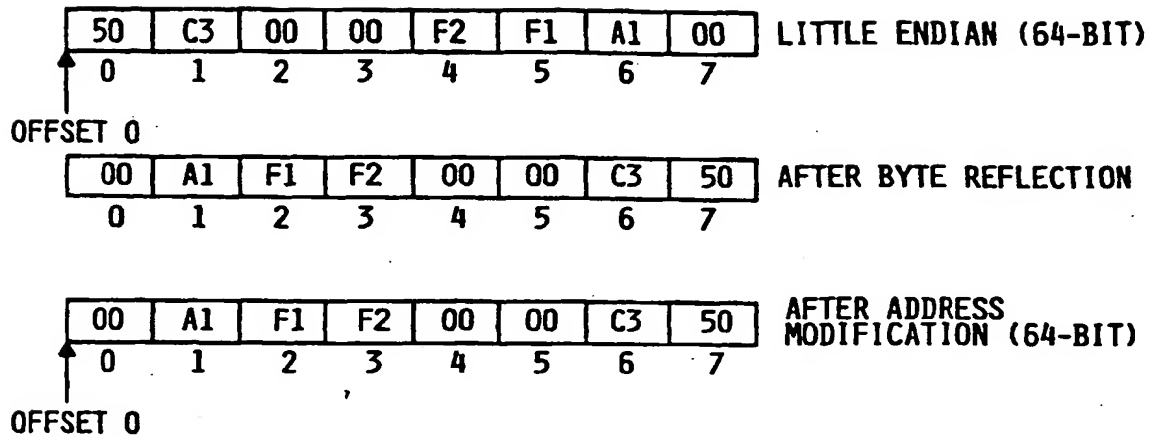 50 C3 00 00 F2 F1 A1 00 LITTLE ENDIAN (64-BIT)
0 1 2 3 4 5 6 7
OFFSET 0
00 A1 F1 F2 00 00 C3 50 AFTER BYTE REFLECTION
0 1 2 3 4 5 6 7
00 A1 F1 F2 00 00 C3 50 AFTER ADDRESS
MODIFICATION (64-BIT)
0 1 2 3 4 5 6 7
OFFSET 0